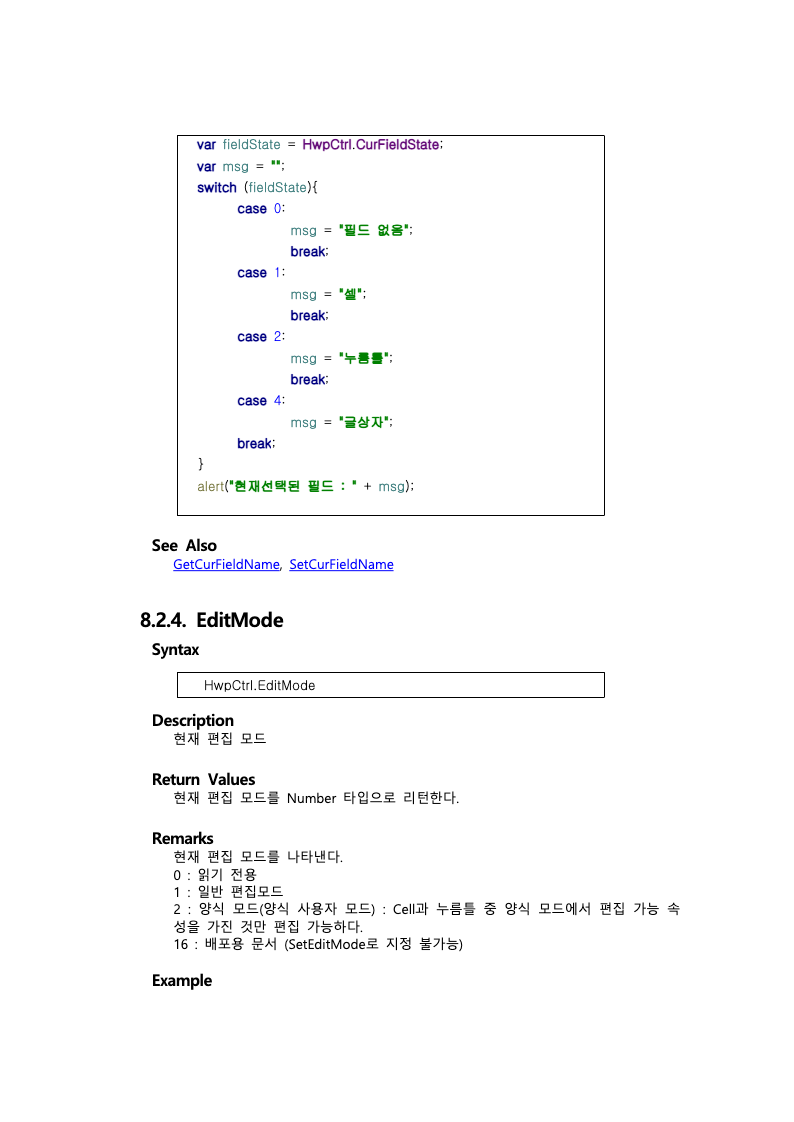 var fieldState = HwpCtrl.CurFieldState;
var msg = "";
switch (fieldState){
case 0:
msg = "필드 없음";
break;
case 1:
msg = "셀";
break;
case 2:
msg = "누름틀";
break;
case 4:
msg = "글상자";
break;
}
alert("현재선택된 필드 : " + msg);
See Also
GetCurFieldName, SetCurFieldName
8.2.4. EditMode
Syntax
HwpCtrl.EditMode
Description
현재 편집 모드
Return Values
현재 편집 모드를 Number 타입으로 리턴한다.
Remarks
현재 편집 모드를 나타낸다.
0 : 읽기 전용
1 : 일반 편집모드
2 : 양식 모드(양식 사용자 모드) : Cell과 누름틀 중 양식 모드에서 편집 가능 속
성을 가진 것만 편집 가능하다.
16 : 배포용 문서 (SetEditMode로 지정 불가능)
Example